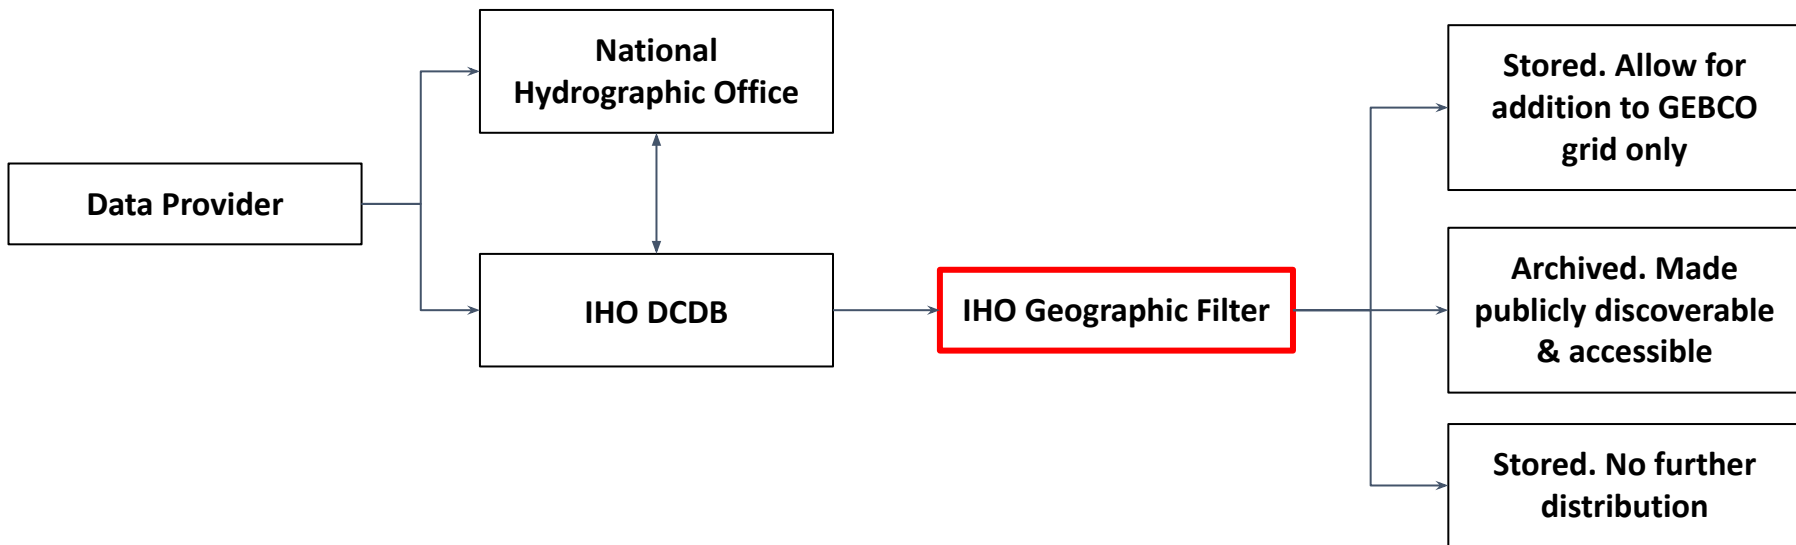 National
Hydrographic Office
Data Provider
IHO DCDB
IHO Geographic Filter
Stored. Allow for
addition to GEBCO
grid only
Archived. Made
publicly discoverable
& accessible
Stored. No further
distribution